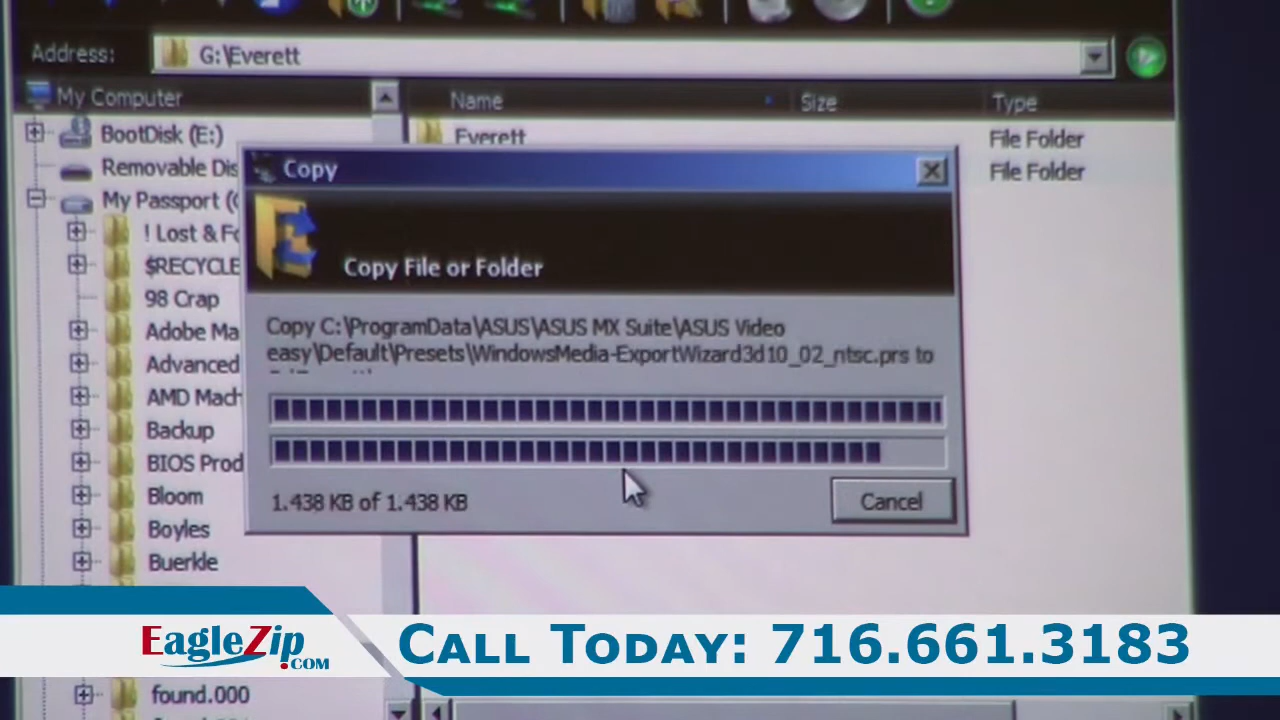 Address: G:\Everett
My Computer
Name Size Type
BootDisk (E:)
Everett File Folder
Removable Dis
File Folder
My Passport (
! Lost & Fo
$RECYCLE
98 Crap
Adobe Ma
Advanced
AMD Mach
Backup
BIOS Prod
Bloom
Boyles
Buerkle
found.000
Copy
Copy File or Folder
Copy C:\ProgramData\ASUS\ASUS MX Suite\ASUS Video
easy\Default\Presets\WindowsMedia-ExportWizard3d10_02_ntsc.prs to
1.438 KB of 1.438 KB
Cancel
EagleZip.com
Call Today: 716.661.3183